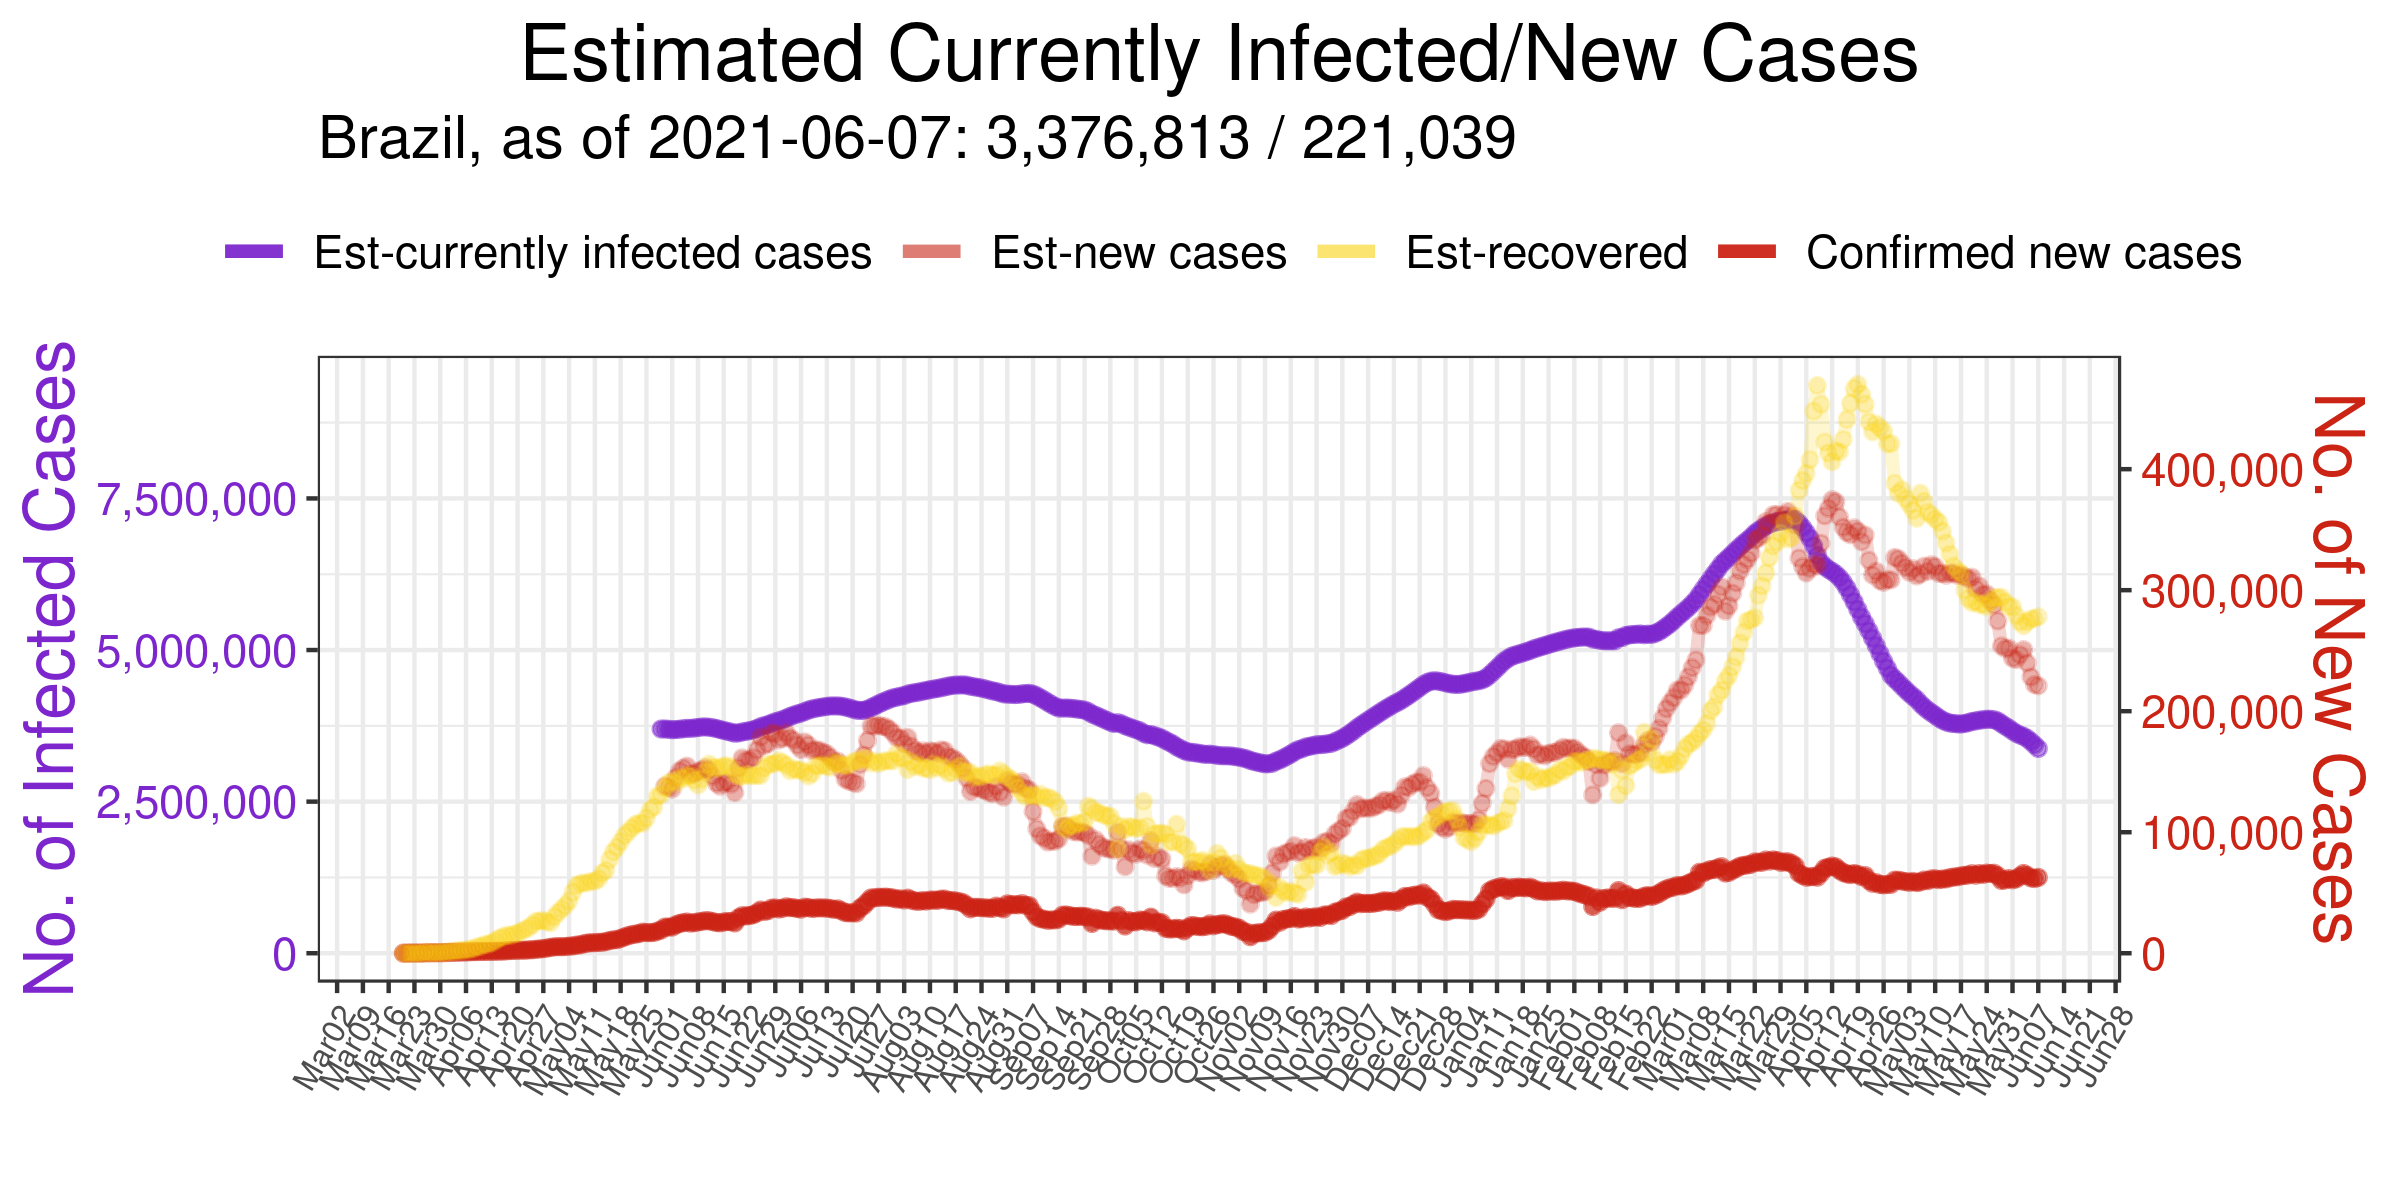 Estimated Currently Infected/New Cases
Brazil, as of 2021-06-07: 3,376,813 / 221,039
Est-currently infected cases Est-new cases Est-recovered Confirmed new cases
No. of Infected Cases
7,500,000
5,000,000
2,500,000
0
400,000
300,000
200,000
100,000
0
No. of New Cases
Mar02 Mar09 Mar16 Mar23 Mar30 Apr06 Apr13 Apr20 Apr27 May04 May11 May18 May25 Jun01 Jun08 Jun15 Jun22 Jun29 Jul06 Jul13 Jul20 Jul27 Aug03 Aug10 Aug17 Aug24 Aug31 Sep07 Sep14 Sep21 Sep28 Oct05 Oct12 Oct19 Oct26 Nov02 Nov09 Nov16 Nov23 Nov30 Dec07 Dec14 Dec21 Dec28 Jan04 Jan11 Jan18 Jan25 Feb01 Feb08 Feb15 Feb22 Mar01 Mar08 Mar15 Mar22 Mar29 Apr05 Apr12 Apr19 Apr26 May03 May10 May17 May24 May31 Jun07 Jun14 Jun21 Jun28